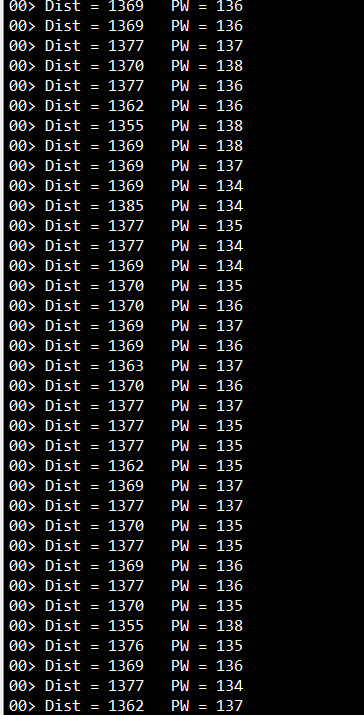 00> Dist = 1369   PW = 136
00> Dist = 1369   PW = 136
00> Dist = 1377   PW = 137
00> Dist = 1370   PW = 138
00> Dist = 1377   PW = 136
00> Dist = 1362   PW = 136
00> Dist = 1355   PW = 138
00> Dist = 1369   PW = 138
00> Dist = 1369   PW = 137
00> Dist = 1369   PW = 134
00> Dist = 1385   PW = 134
00> Dist = 1377   PW = 135
00> Dist = 1377   PW = 134
00> Dist = 1369   PW = 134
00> Dist = 1370   PW = 135
00> Dist = 1370   PW = 136
00> Dist = 1369   PW = 137
00> Dist = 1369   PW = 136
00> Dist = 1363   PW = 137
00> Dist = 1370   PW = 136
00> Dist = 1377   PW = 137
00> Dist = 1377   PW = 135
00> Dist = 1377   PW = 135
00> Dist = 1362   PW = 135
00> Dist = 1369   PW = 137
00> Dist = 1377   PW = 137
00> Dist = 1370   PW = 135
00> Dist = 1377   PW = 135
00> Dist = 1369   PW = 136
00> Dist = 1377   PW = 136
00> Dist = 1370   PW = 135
00> Dist = 1355   PW = 138
00> Dist = 1376   PW = 135
00> Dist = 1369   PW = 136
00> Dist = 1377   PW = 134
00> Dist = 1362   PW = 137